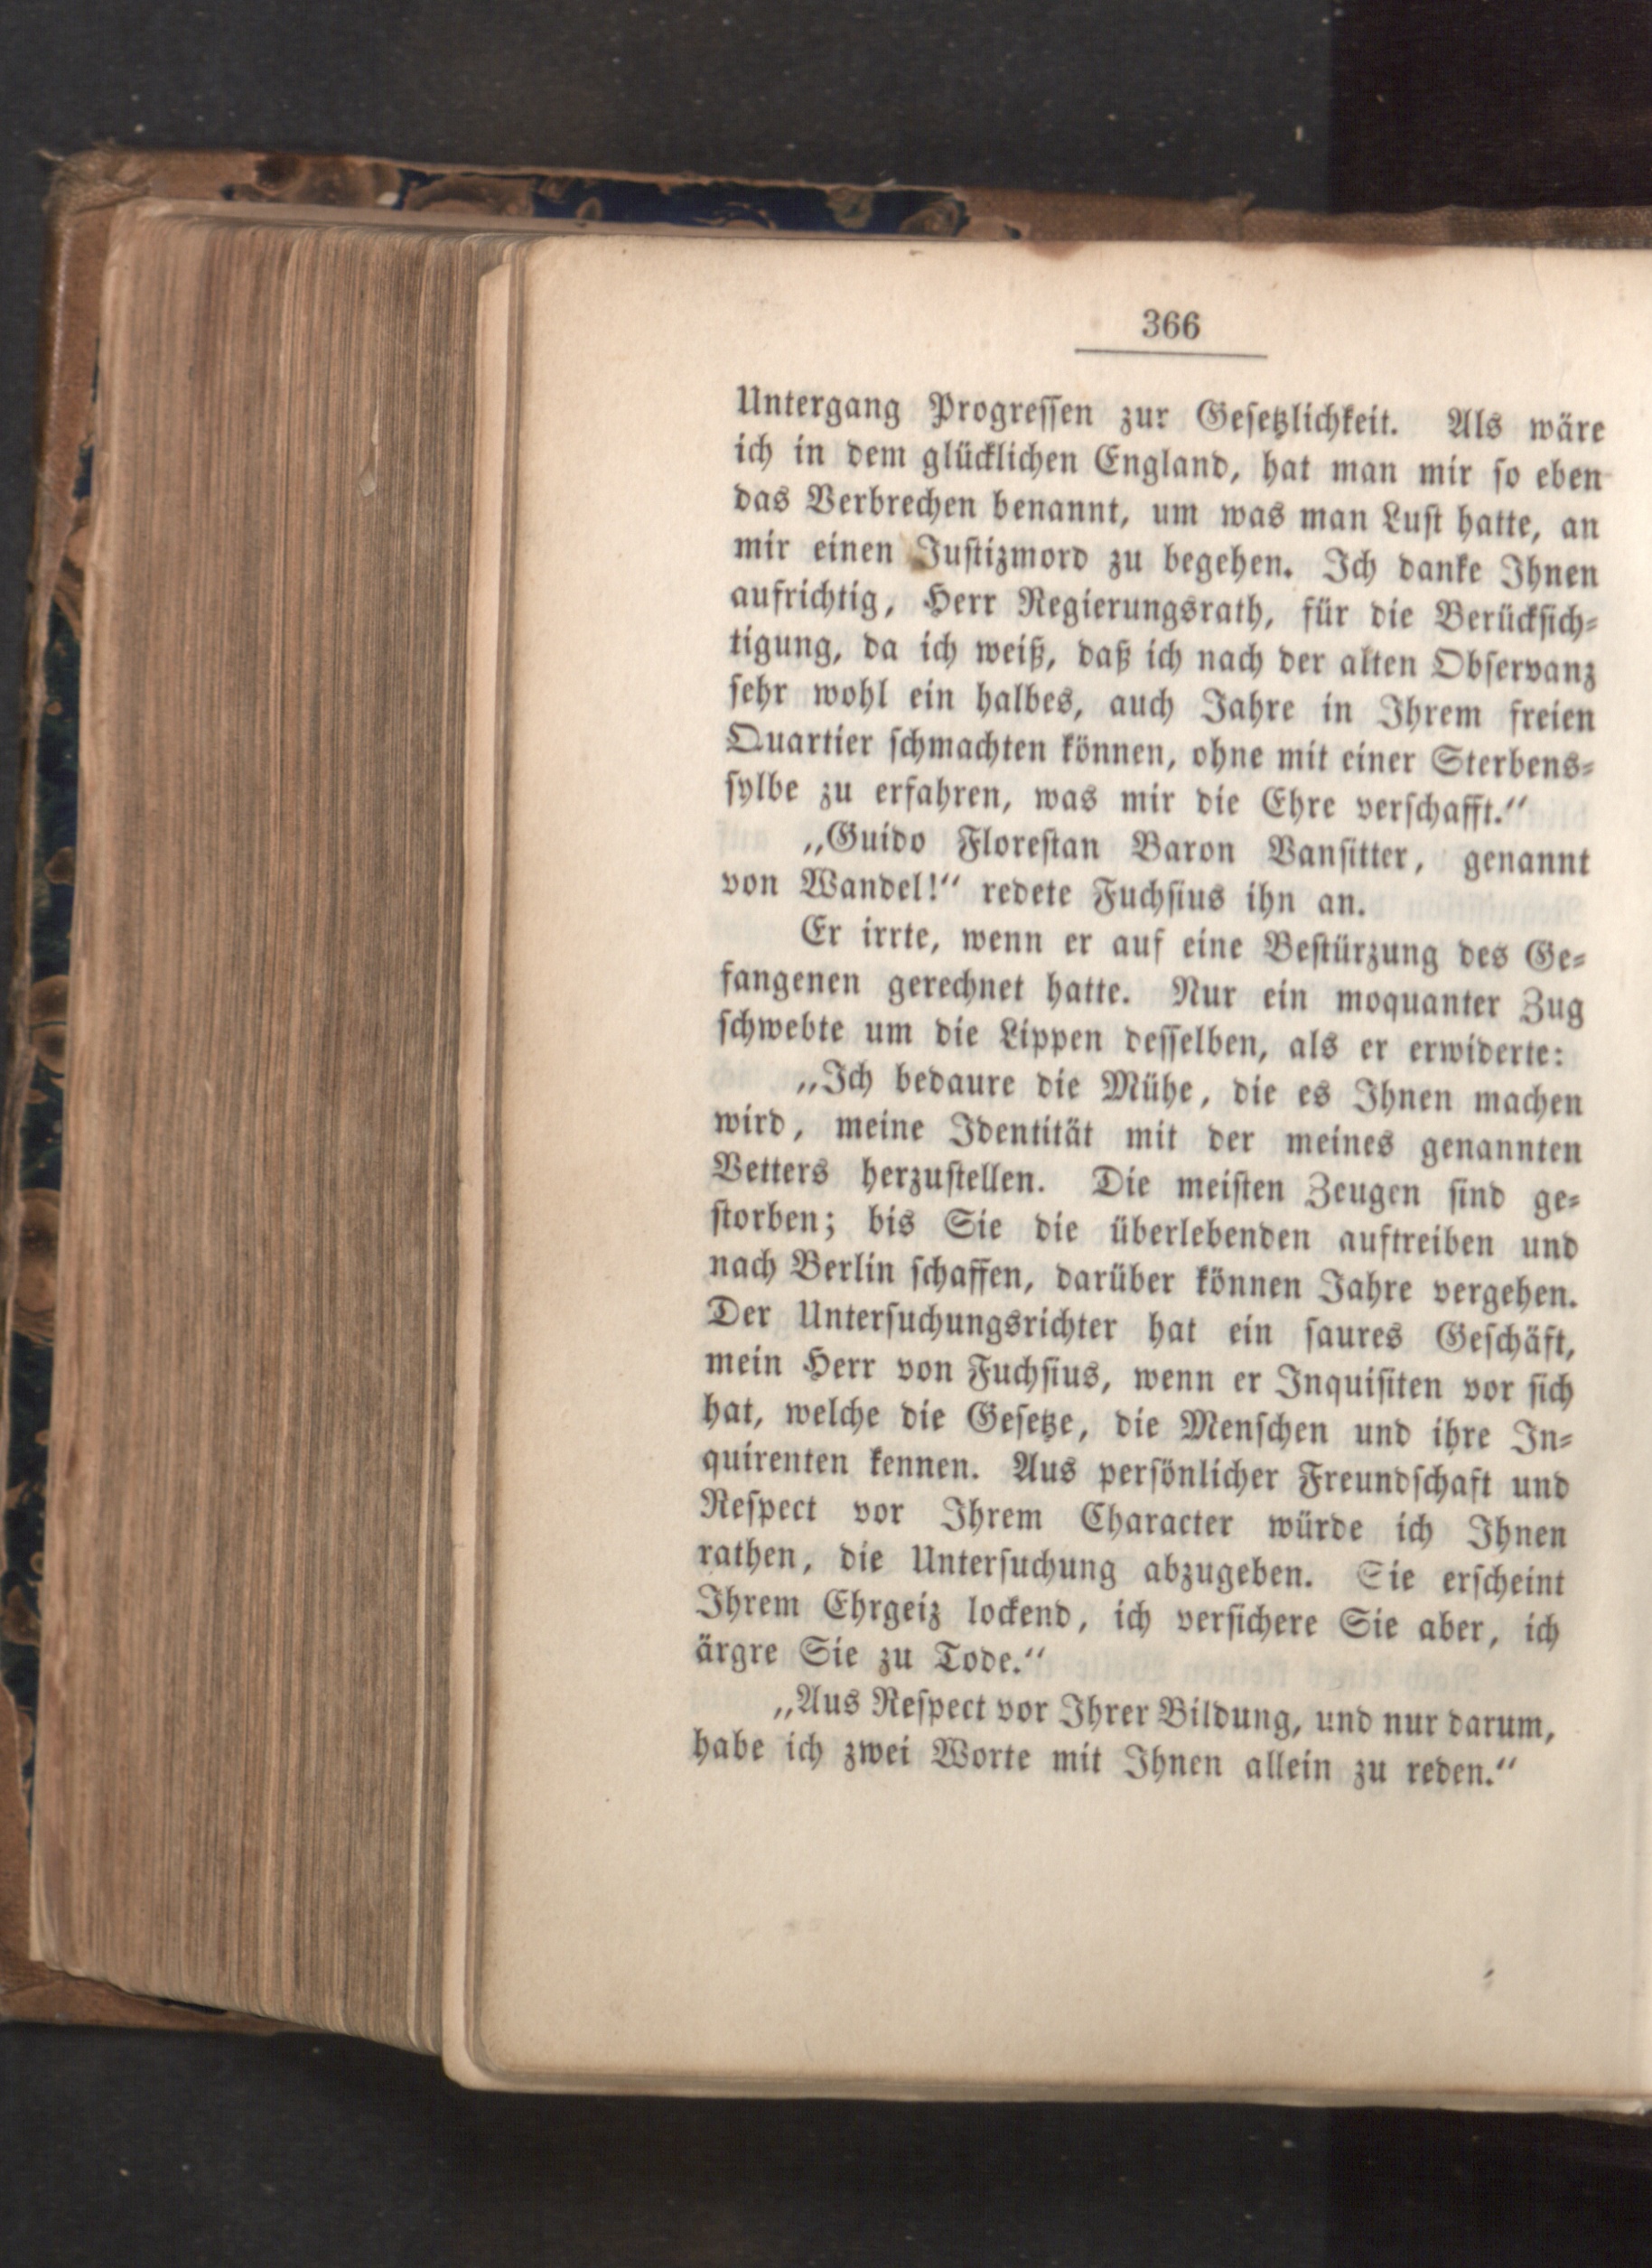 366
Untergang Progressen zur Gesetzlichkeit. Als wäre
ich in dem glücklichen England, hat man mir so eben
das Verbrechen benannt, um was man Lust hatte, an
mir einen Justizmord zu begehen. Ich danke Ihnen
aufrichtig, Herr Regierungsrath, für die Berücksich-
tigung, da ich weiß, daß ich nach der alten Observanz
sehr wohl ein halbes, auch Jahre in Ihrem freien
Quartier schmachten können, ohne mit einer Sterbens-
sylbe zu erfahren, was mir die Ehre verschafft.“
„Guido Florestan Baron Vansitter, genannt
von Wandel!“ redete Fuchsius ihn an.
Er irrte, wenn er auf eine Bestürzung des Ge-
fangenen gerechnet hatte. Nur ein moquanter Zug
schwebte um die Lippen desselben, als er erwiderte:
„Ich bedaure die Mühe, die es Ihnen machen
wird, meine Identität mit der meines genannten
Vetters herzustellen. Die meisten Zeugen sind ge-
storben; bis Sie die überlebenden auftreiben und
nach Berlin schaffen, darüber können Jahre vergehen.
Der Untersuchungsrichter hat ein saures Geschäft,
mein Herr von Fuchsius, wenn er Inquisiten vor sich
hat, welche die Gesetze, die Menschen und ihre In-
quirenten kennen. Aus persönlicher Freundschaft und
Respect vor Ihrem Character würde ich Ihnen
rathen, die Untersuchung abzugeben. Sie erscheint
Ihrem Ehrgeiz lockend, ich versichere Sie aber, ich
ärgre Sie zu Tode.“
„Aus Respect vor Ihrer Bildung, und nur darum,
habe ich zwei Worte mit Ihnen allein zu reden.“